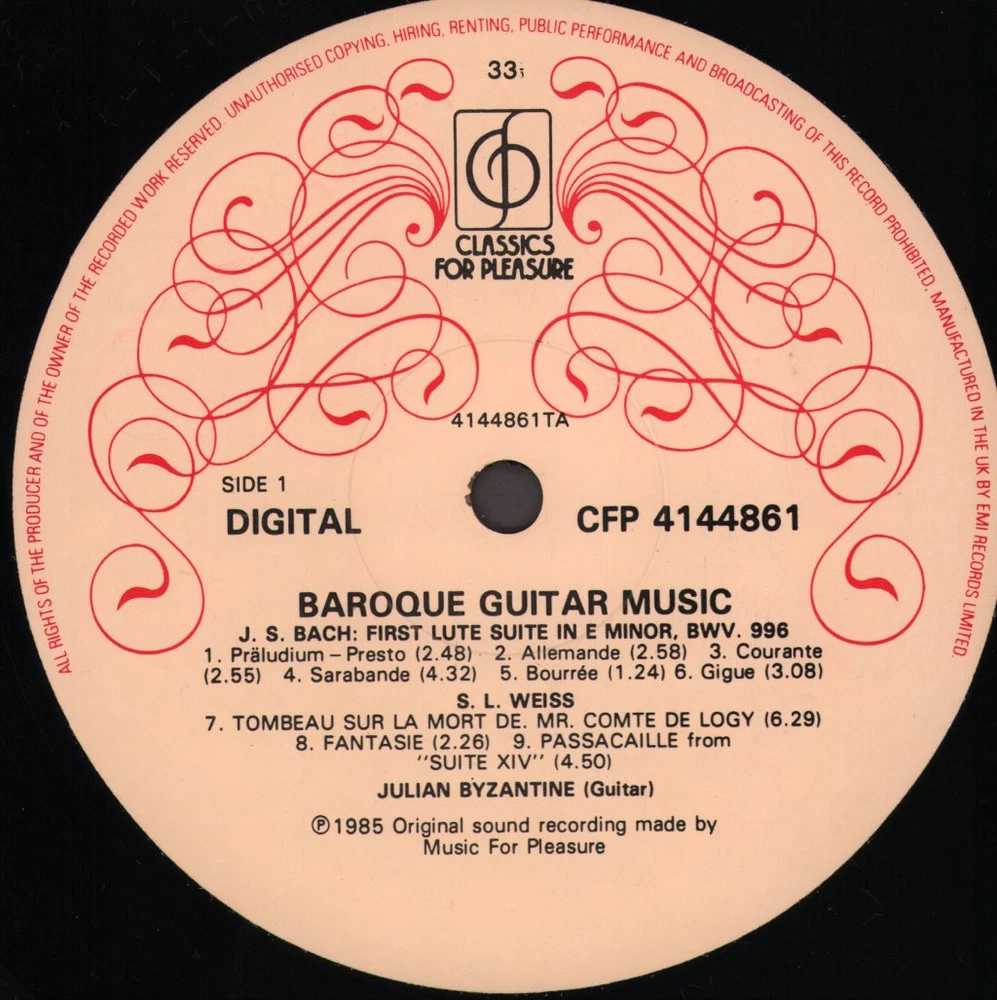 ALL RIGHTS OF THE PRODUCER AND OF THE OWNER OF THE RECORDED WORK RESERVED. UNAUTHORISED COPYING, HIRING, RENTING, PUBLIC PERFORMANCE AND BROADCASTING OF THIS RECORD PROHIBITED. MANUFACTURED IN THE UK BY EMI RECORDS LIMITED.
33
CLASSICS
FOR PLEASURE
4144861TA
SIDE 1
DIGITAL CFP 4144861
BAROQUE GUITAR MUSIC
J. S. BACH: FIRST LUTE SUITE IN E MINOR, BWV. 996
1. Präludium – Presto (2.48) 2. Allemande (2.58) 3. Courante
(2.55) 4. Sarabande (4.32) 5. Bourrée (1.24) 6. Gigue (3.08)
S. L. WEISS
7. TOMBEAU SUR LA MORT DE. MR. COMTE DE LOGY (6.29)
8. FANTASIE (2.26) 9. PASSACAILLE from
"SUITE XIV" (4.50)
JULIAN BYZANTINE (Guitar)
℗1985 Original sound recording made by
Music For Pleasure